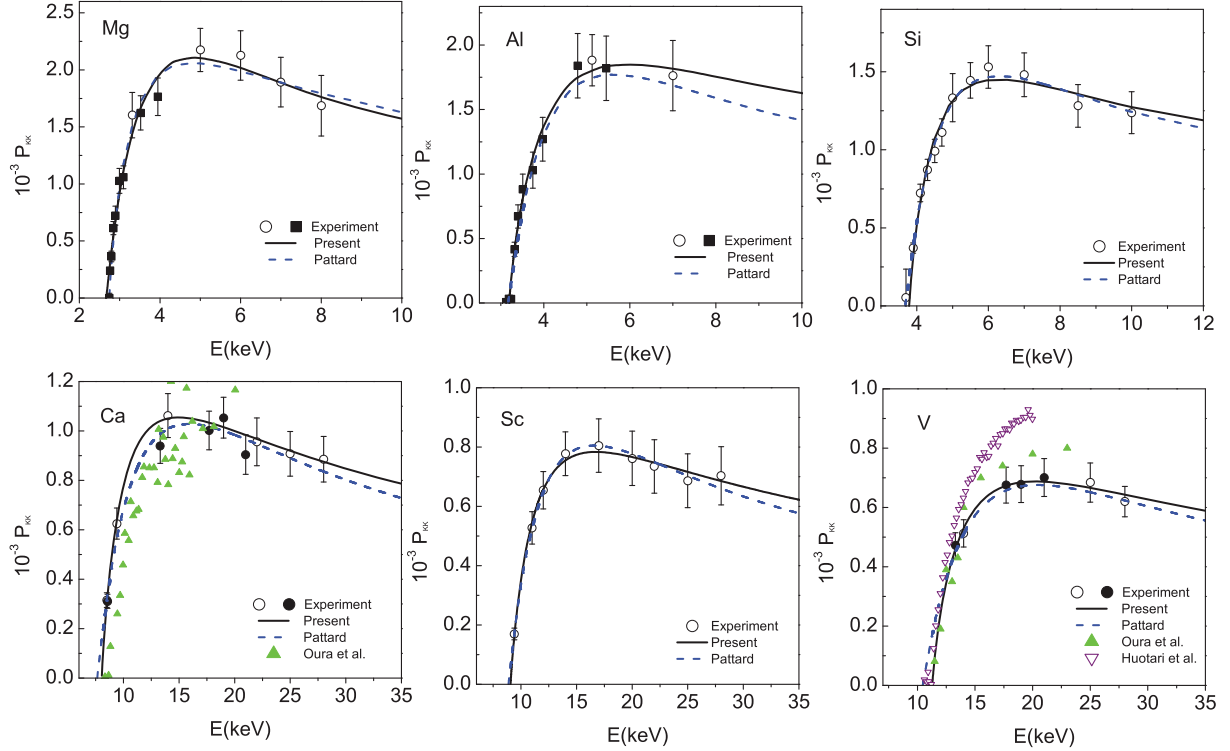 Mg
2.5
2.0
1.5
1.0
0.5
0.0
10⁻³ Pκκ
Experiment
Present
Pattard
2 4 6 8 10
E(keV)
Al
2.0
1.5
1.0
0.5
0.0
10⁻³ Pκκ
Experiment
Present
Pattard
4 6 8 10
E(keV)
Si
1.5
1.0
0.5
0.0
10⁻³ Pκκ
Experiment
Present
Pattard
4 6 8 10 12
E(keV)
Ca
1.2
1.0
0.8
0.6
0.4
0.2
0.0
10⁻³ Pκκ
Experiment
Present
Pattard
Oura et al.
10 15 20 25 30 35
E(keV)
Sc
1.0
0.8
0.6
0.4
0.2
0.0
10⁻³ Pκκ
Experiment
Present
Pattard
10 15 20 25 30 35
E(keV)
V
1.0
0.8
0.6
0.4
0.2
0.0
10⁻³ Pκκ
Experiment
Present
Pattard
Oura et al.
Huotari et al.
10 15 20 25 30 35
E(keV)